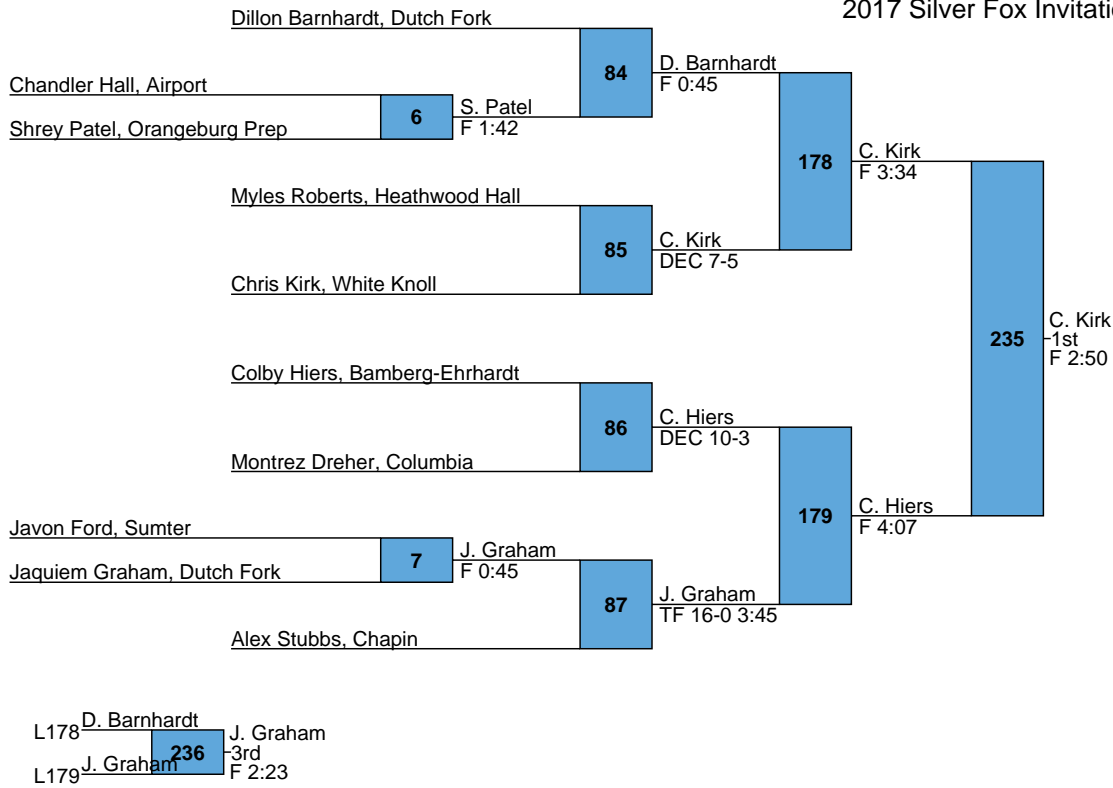 2017 Silver Fox Invitatio
Dillon Barnhardt, Dutch Fork
84
D. Barnhardt
F 0:45
Chandler Hall, Airport
6
S. Patel
F 1:42
Shrey Patel, Orangeburg Prep
178
C. Kirk
F 3:34
Myles Roberts, Heathwood Hall
85
C. Kirk
DEC 7-5
Chris Kirk, White Knoll
235
C. Kirk
1st
F 2:50
Colby Hiers, Bamberg-Ehrhardt
86
C. Hiers
DEC 10-3
Montrez Dreher, Columbia
179
C. Hiers
F 4:07
Javon Ford, Sumter
7
J. Graham
F 0:45
Jaquiem Graham, Dutch Fork
87
J. Graham
TF 16-0 3:45
Alex Stubbs, Chapin
L178
D. Barnhardt
236
J. Graham
3rd
F 2:23
L179
J. Graham